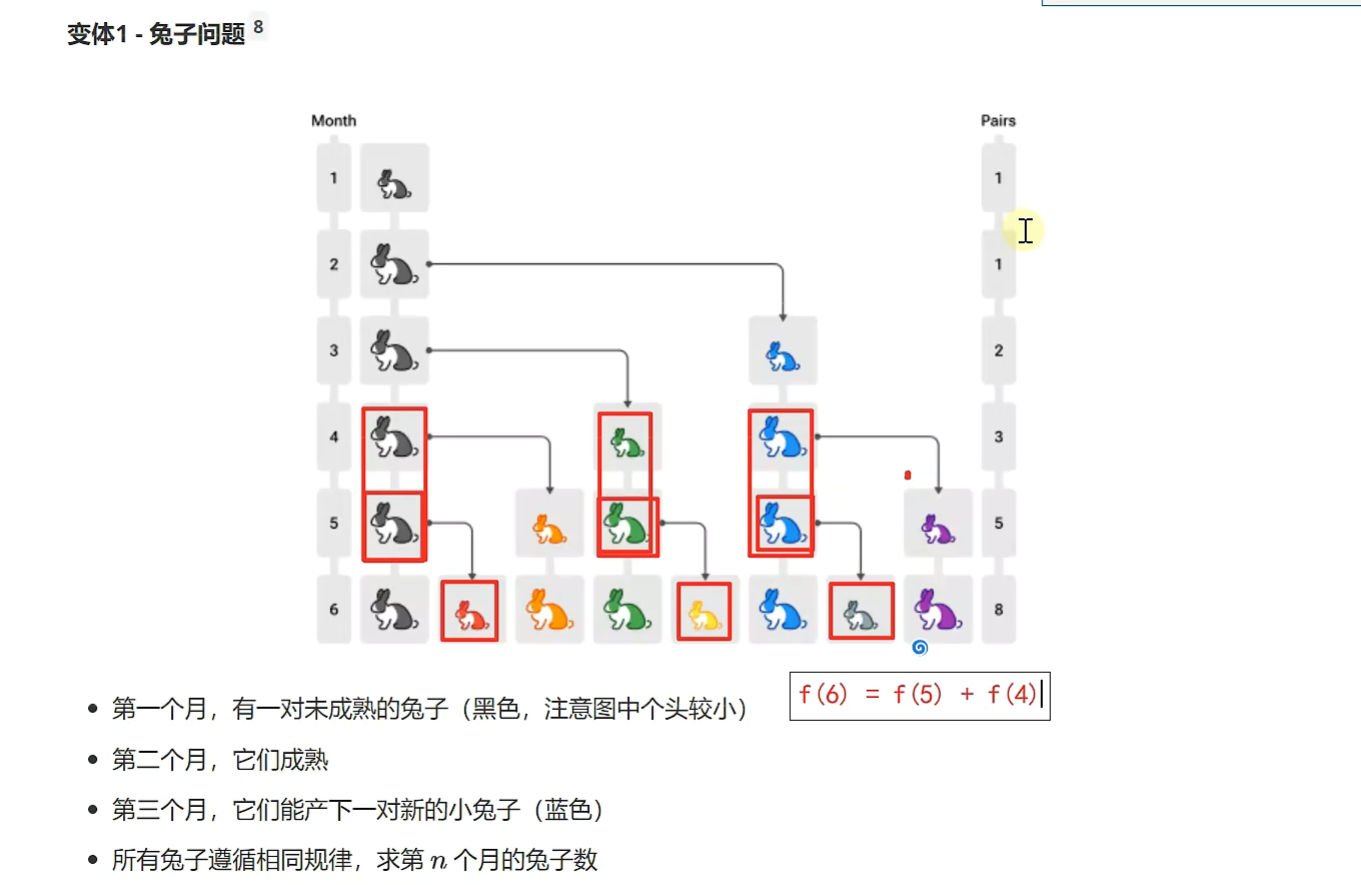 变体1 - 兔子问题 8
Month Pairs
1 1
2 1
3 2
4 3
5 5
6 8
f(6) = f(5) + f(4)
第一个月，有一对未成熟的兔子（黑色，注意图中个头较小）
第二个月，它们成熟
第三个月，它们能产下一对新的小兔子（蓝色）
所有兔子遵循相同规律，求第 n 个月的兔子数